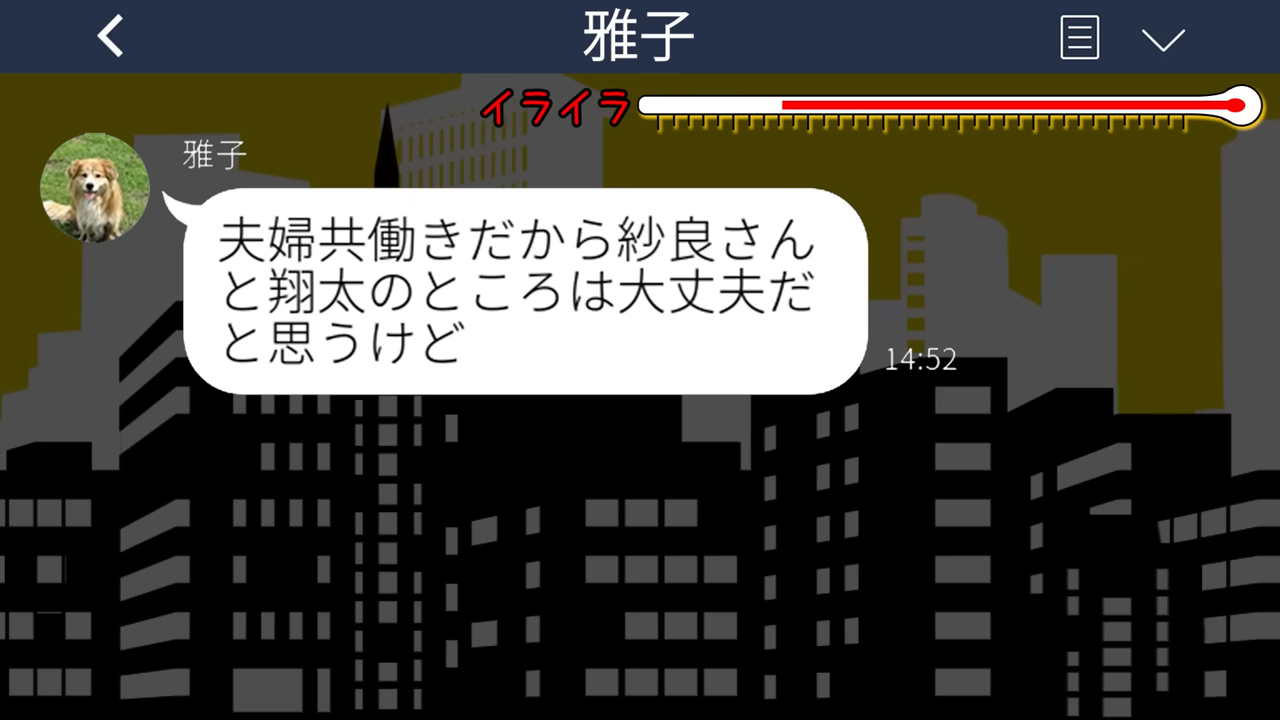 雅子
イライラ
雅子
夫婦共働きだから紗良さん
と翔太のところは大丈夫だ
と思うけど
14:52